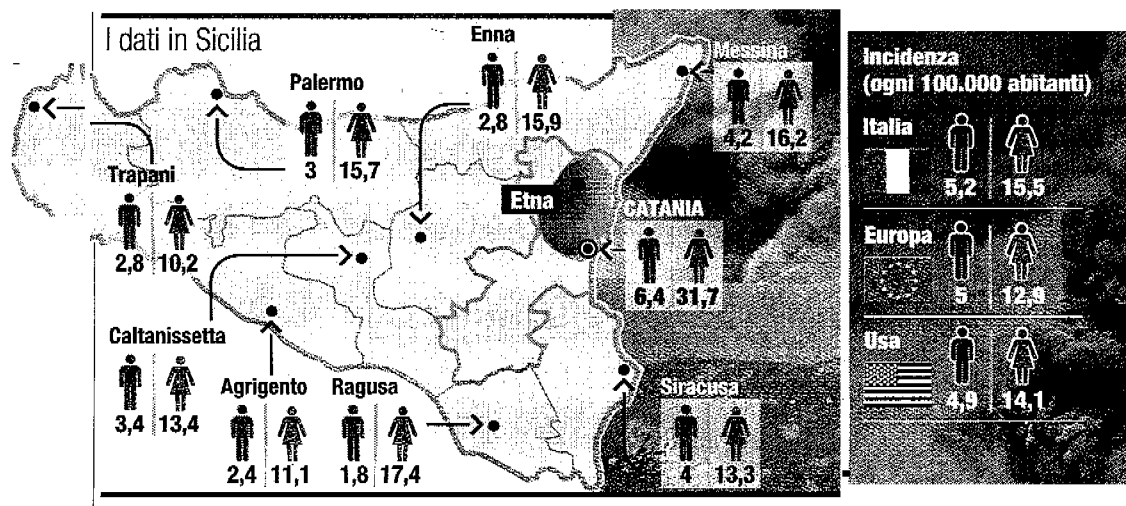 I dati in Sicilia
Enna
2,8 15,9
Messina
4,2 16,2
Palermo
3 15,7
Trapani
2,8 10,2
Etna
CATANIA
6,4 31,7
Caltanissetta
3,4 13,4
Agrigento
2,4 11,1
Ragusa
1,8 17,4
Siracusa
4 13,3
Incidenza
(ogni 100.000 abitanti)
Italia
5,2 15,5
Europa
5 12,9
Usa
4,9 14,1